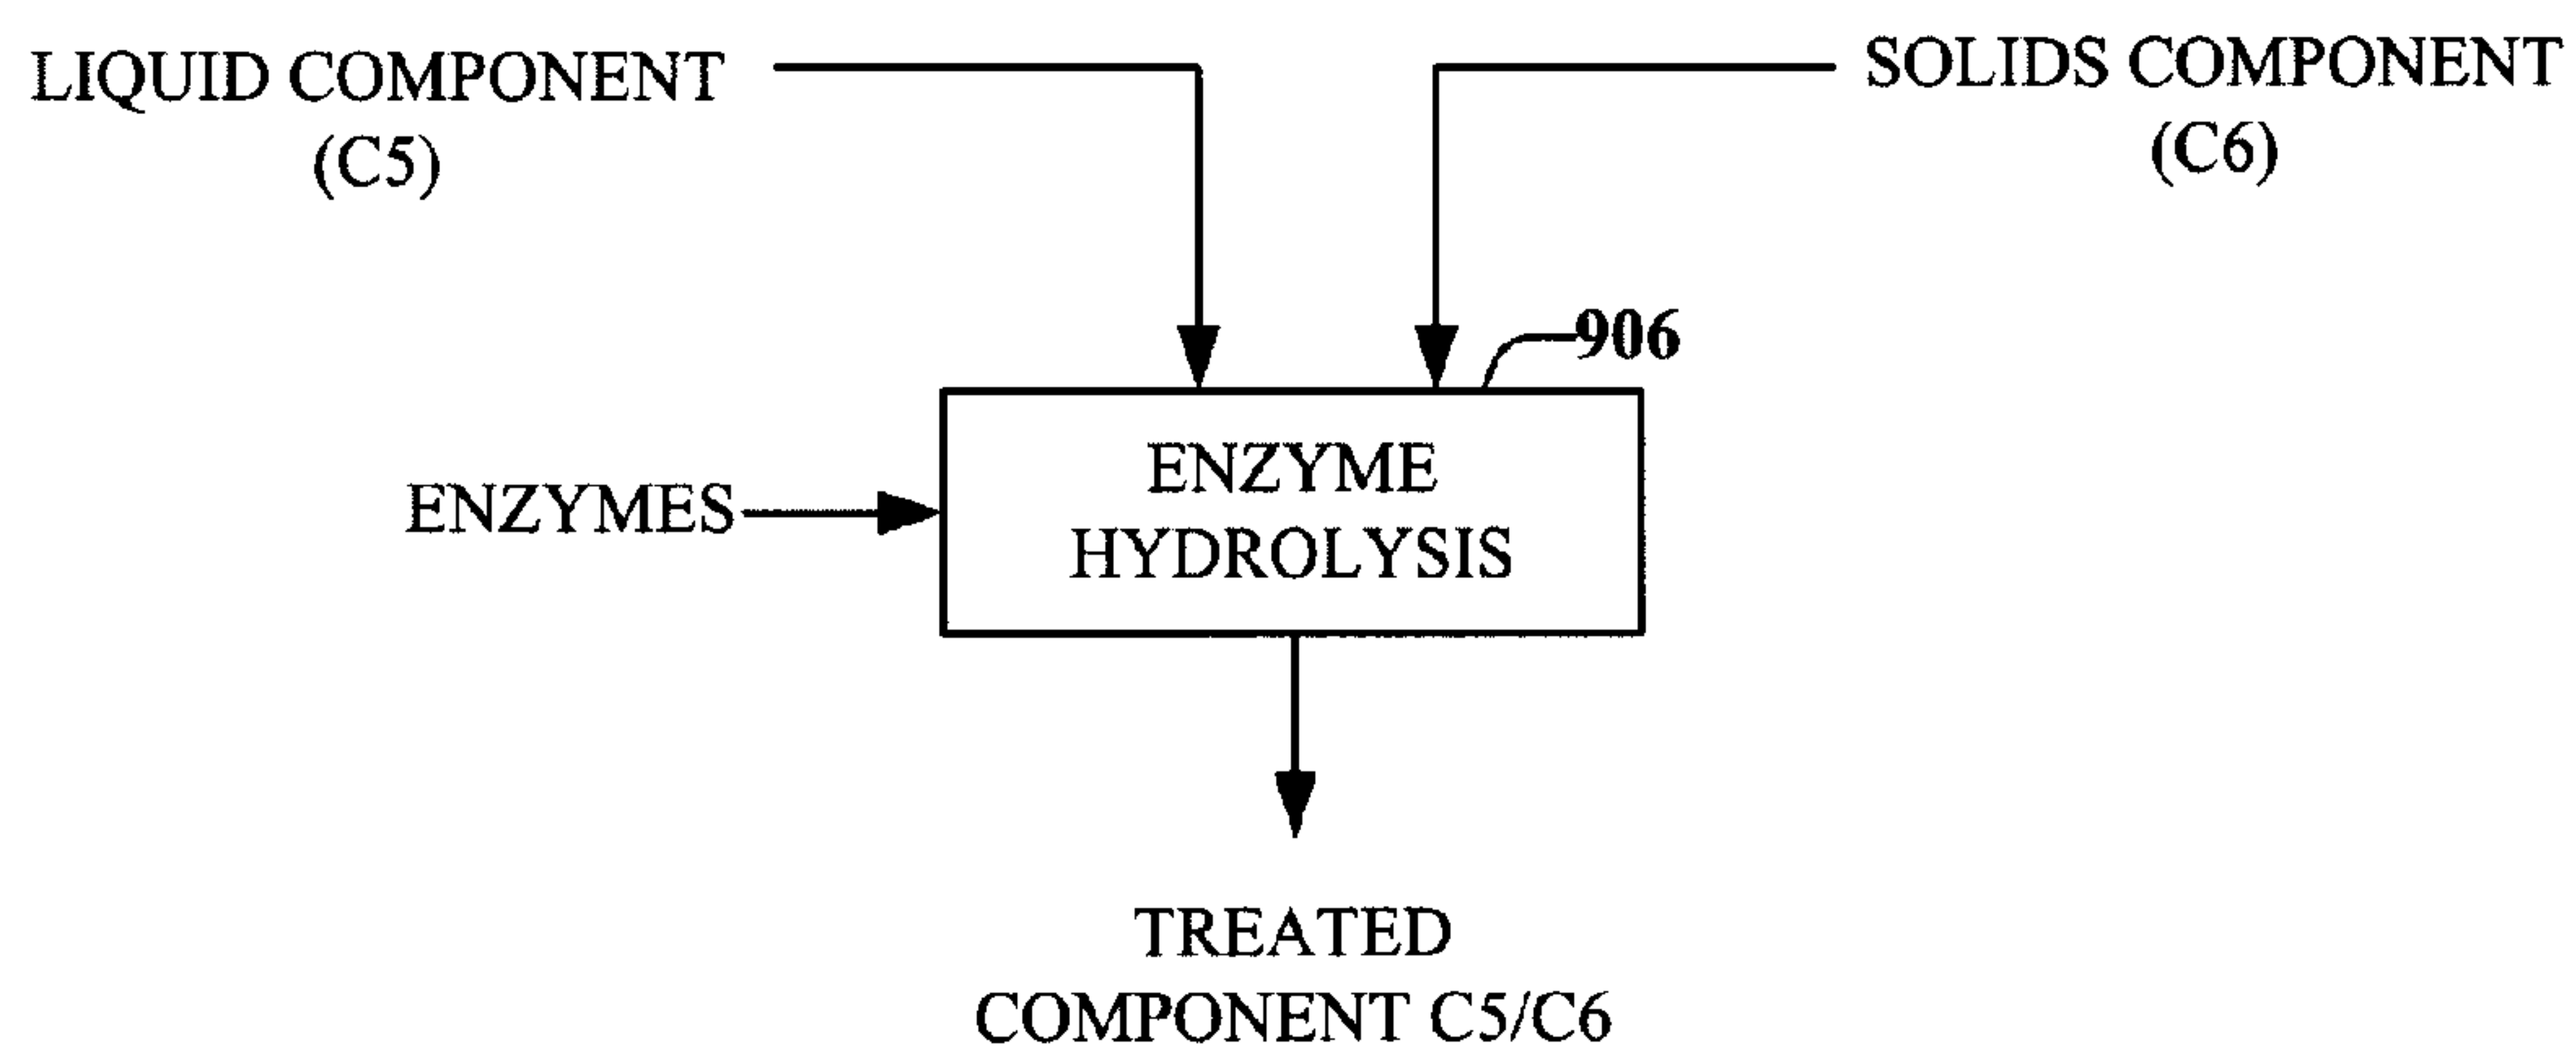 LIQUID COMPONENT
(C5)
SOLIDS COMPONENT
(C6)
906
ENZYMES
ENZYME
HYDROLYSIS
TREATED
COMPONENT C5/C6